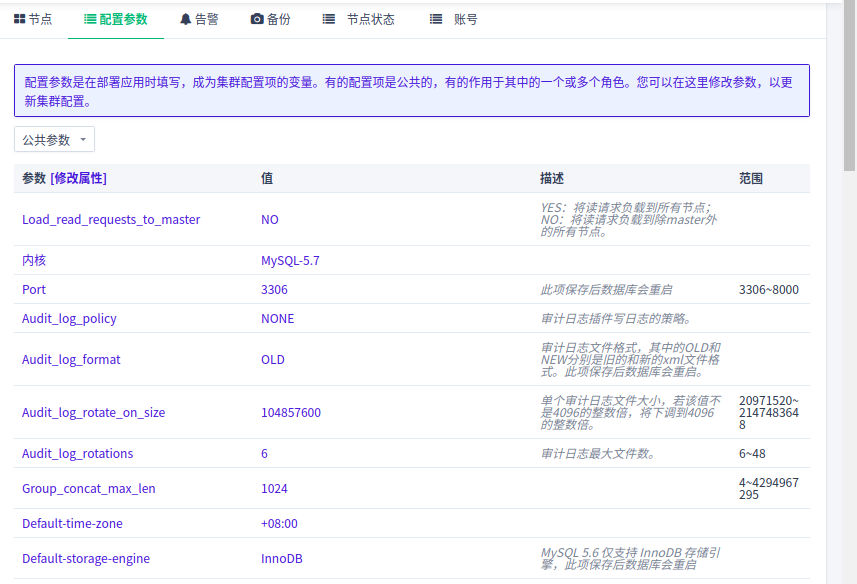 节点 配置参数 告警 备份 节点状态 账号
配置参数是在部署应用时填写，成为集群配置项的变量。有的配置项是公共的，有的作用于其中的一个或多个角色。您可以在这里修改参数，以更
新集群配置。
公共参数
参数 [修改属性] 值 描述 范围
Load_read_requests_to_master NO YES：将读请求负载到所有节点；
NO：将读请求负载到除master外
的所有节点。
内核 MySQL-5.7
Port 3306 此项保存后数据库会重启 3306~8000
Audit_log_policy NONE 审计日志插件写日志的策略。
Audit_log_format OLD 审计日志文件格式，其中的OLD和
NEW分别是旧的和新的xml文件格
式。此项保存后数据库会重启。
Audit_log_rotate_on_size 104857600 单个审计日志文件大小，若该值不 20971520~
是4096的整数倍，将下调到4096 214748364
的整数倍。 8
Audit_log_rotations 6 审计日志最大文件数。 6~48
Group_concat_max_len 1024 4~4294967
295
Default-time-zone +08:00
Default-storage-engine InnoDB MySQL 5.6 仅支持 InnoDB 存储引
擎，此项保存后数据库会重启